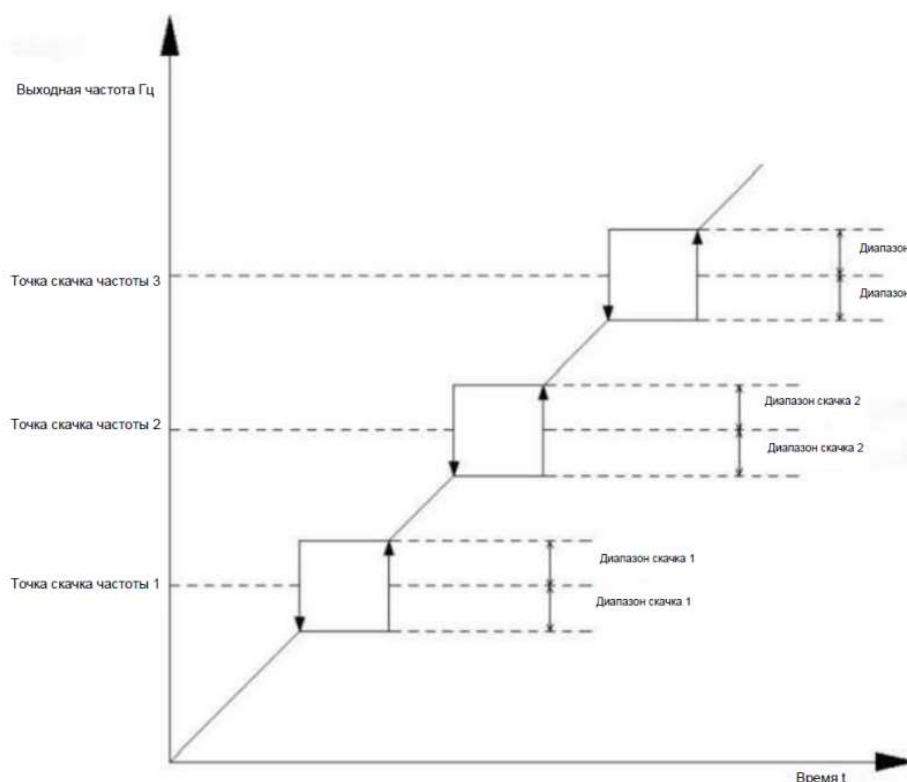 Выходная частота Гц
Точка скачка частоты 3
Диапазон
Диапазон
Точка скачка частоты 2
Диапазон скачка 2
Диапазон скачка 2
Точка скачка частоты 1
Диапазон скачка 1
Диапазон скачка 1
Время t